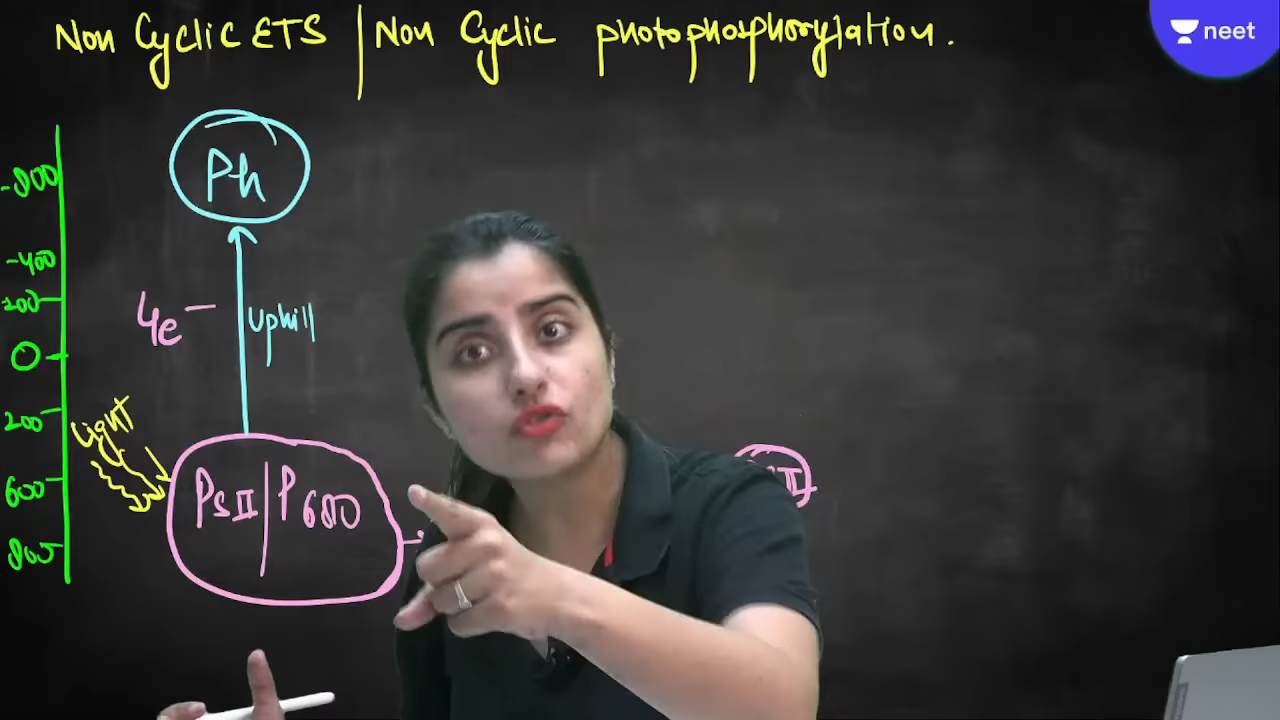 Non Cyclic ETS | Non Cyclic photophosphorylation.
neet
Ph
-800
-400
200
0
200
600
800
4e⁻
Uphill
Light
PSII | P680
II